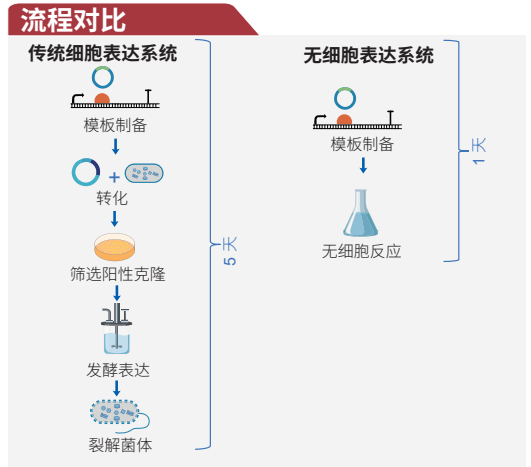 流程对比
传统细胞表达系统
模板制备
转化
筛选阳性克隆
发酵表达
裂解菌体
5 天
无细胞表达系统
模板制备
无细胞反应
1 天